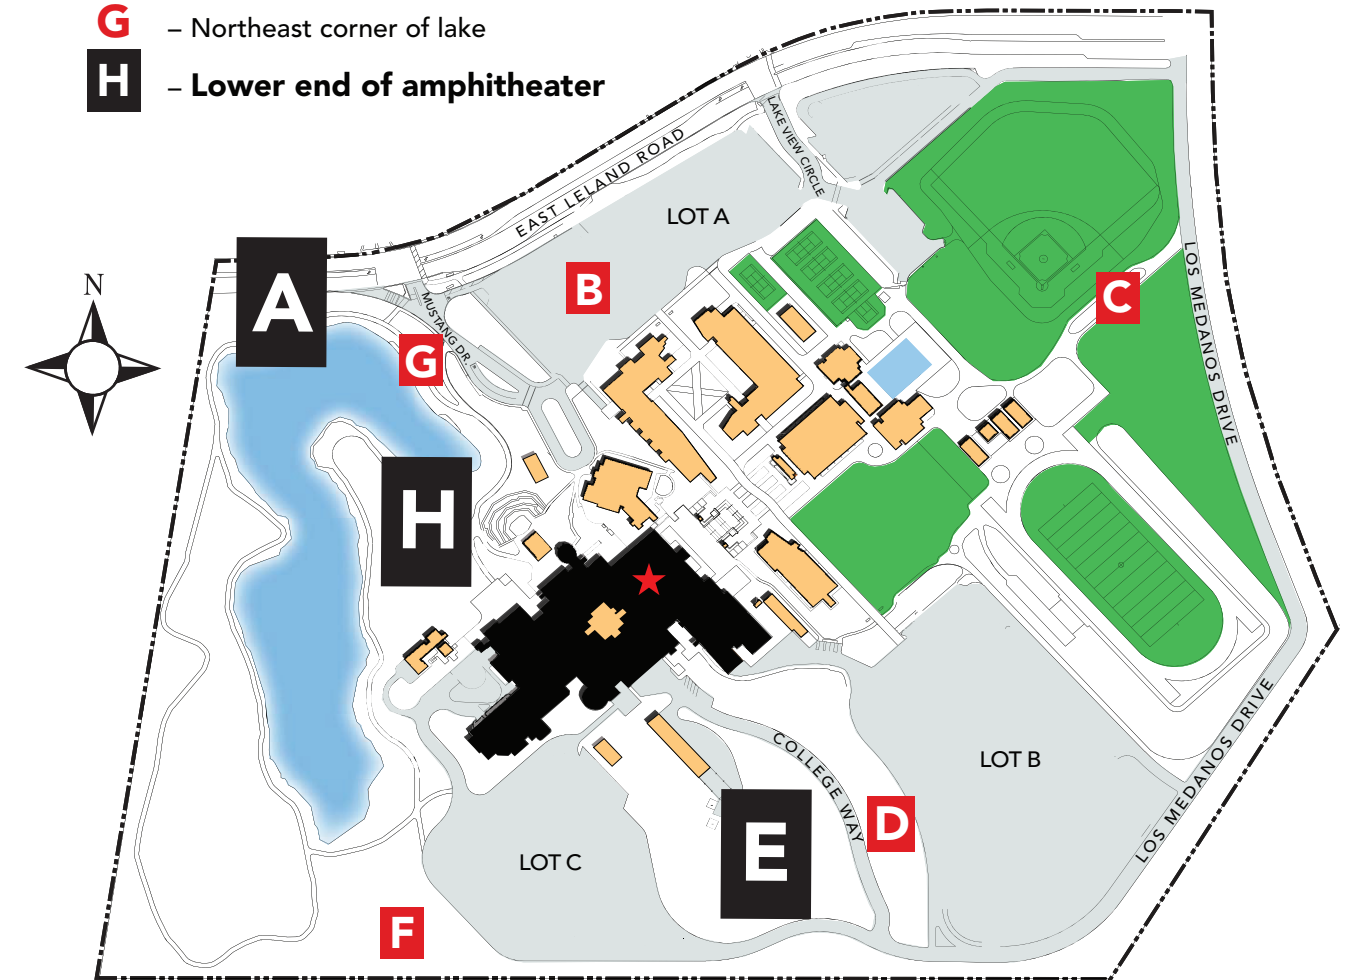 G – Northeast corner of lake
H – Lower end of amphitheater
LAKE VIEW CIRCLE
EAST LELAND ROAD
LOT A
A
N
B
C
LOS MEDANOS DRIVE
MUSTANG DR.
G
H
COLLEGE WAY
LOT B
LOS MEDANOS DRIVE
D
E
LOT C
F